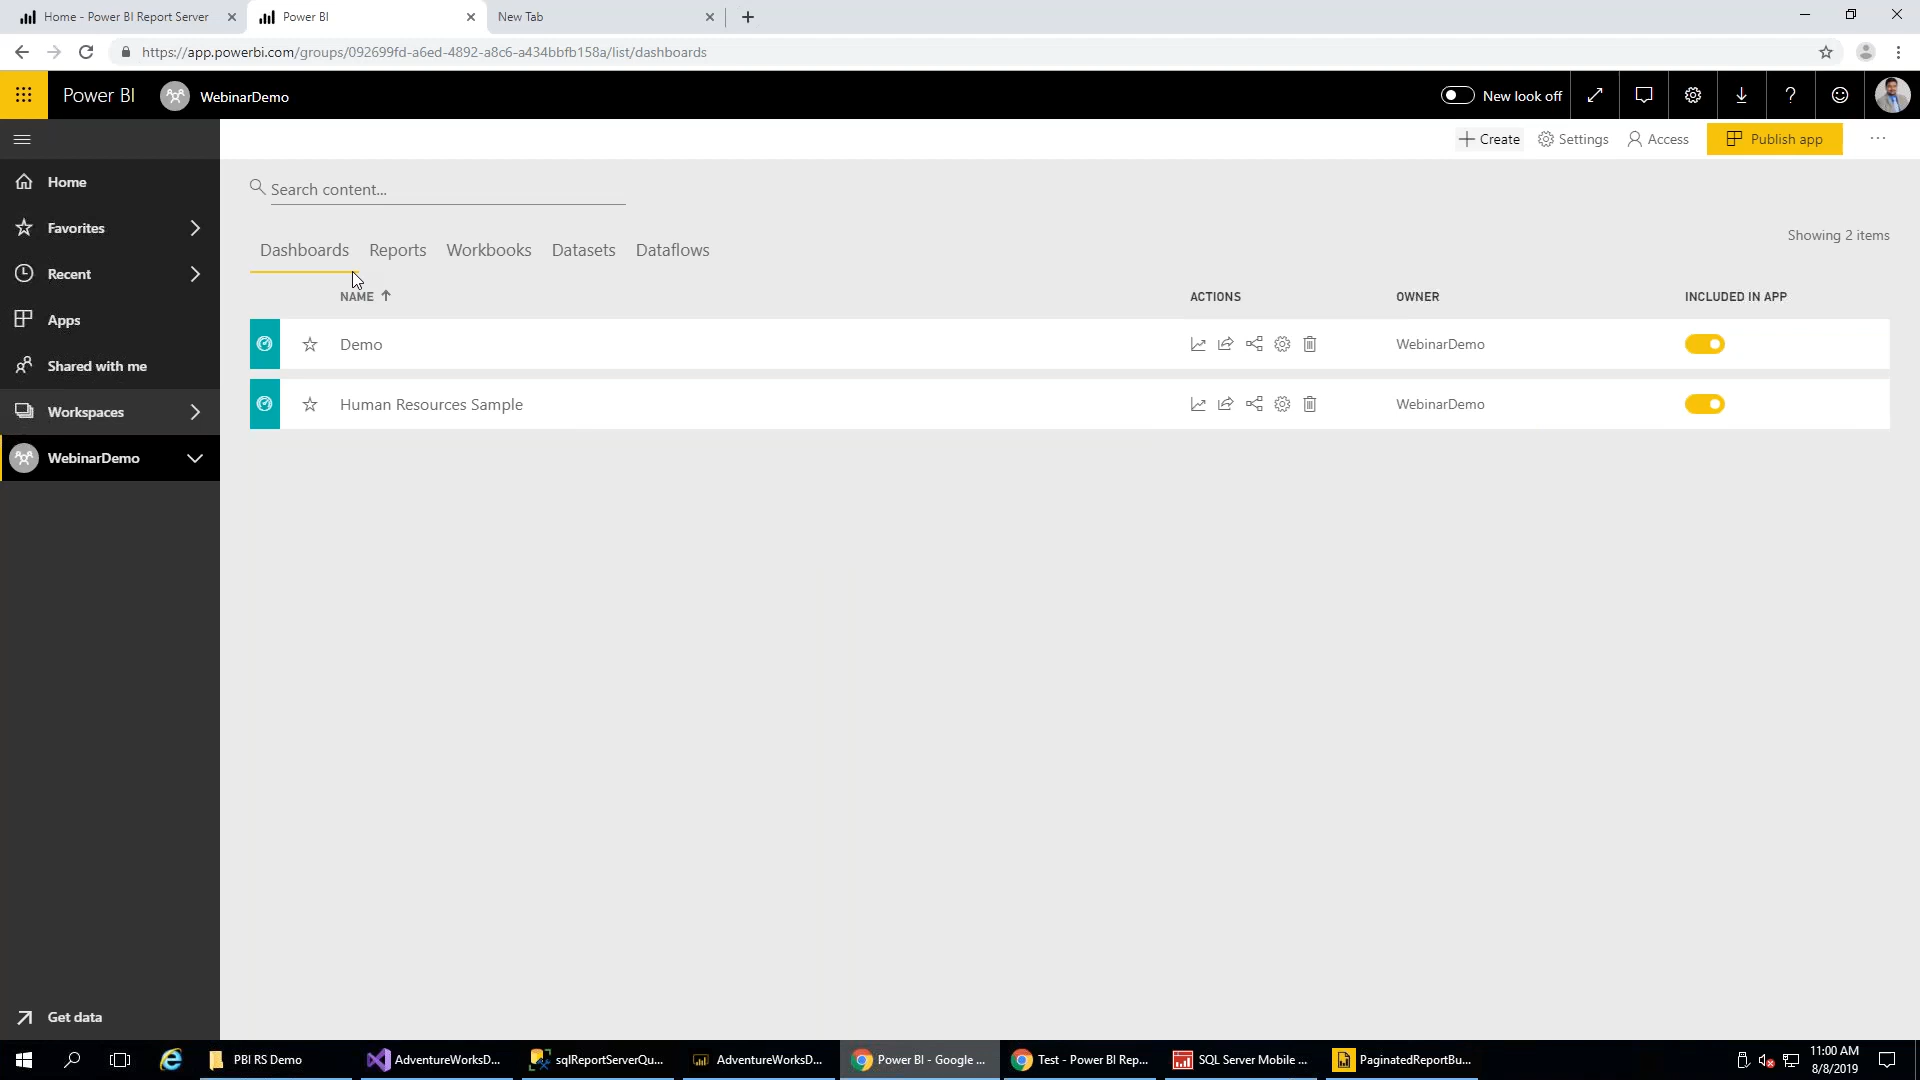 Home - Power BI Report Server
Power BI
New Tab
https://app.powerbi.com/groups/092699fd-a6ed-4892-a8c6-a434bbfb158a/list/dashboards
Power BI
WebinarDemo
New look off
?
Create
Settings
Access
Publish app
...
Home
Favorites
Recent
Apps
Shared with me
Workspaces
WebinarDemo
Get data
Search content...
Dashboards Reports Workbooks Datasets Dataflows
Showing 2 items
NAME ACTIONS OWNER INCLUDED IN APP
Demo WebinarDemo
Human Resources Sample WebinarDemo
PBI RS Demo
AdventureWorksD...
sqlReportServerQu...
AdventureWorksD...
Power BI - Google ...
Test - Power BI Rep...
SQL Server Mobile ...
PaginatedReportBu...
11:00 AM
8/8/2019